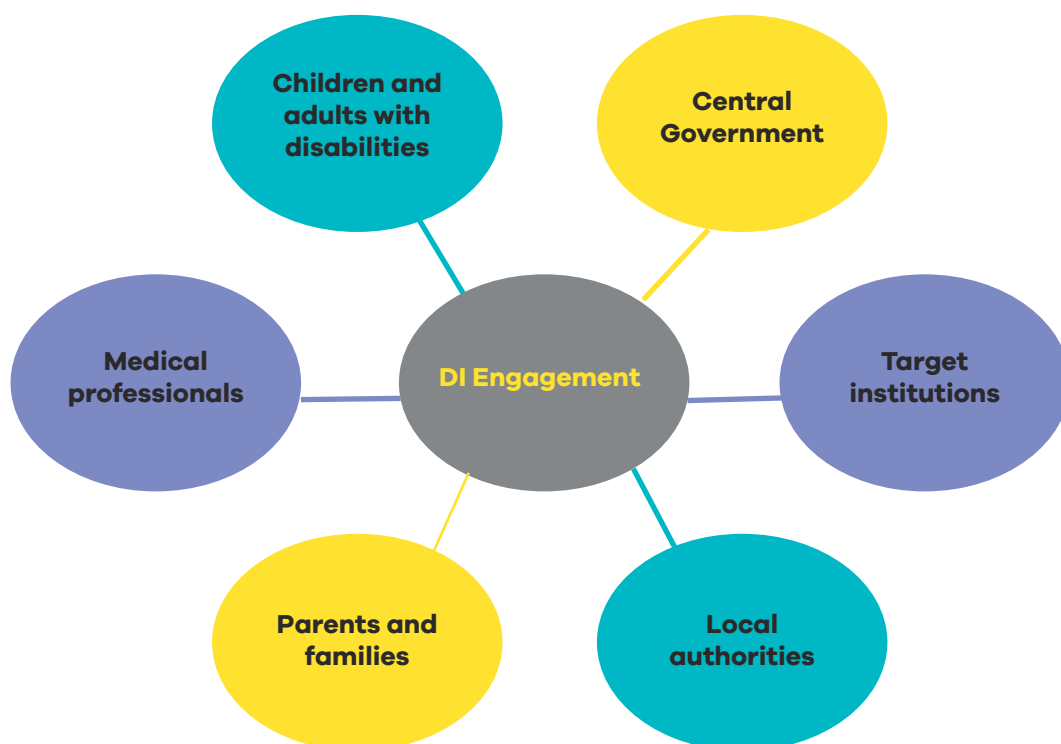 Children and
adults with
disabilities
Central
Government
Medical
professionals
DI Engagement
Target
institutions
Parents and
families
Local
authorities